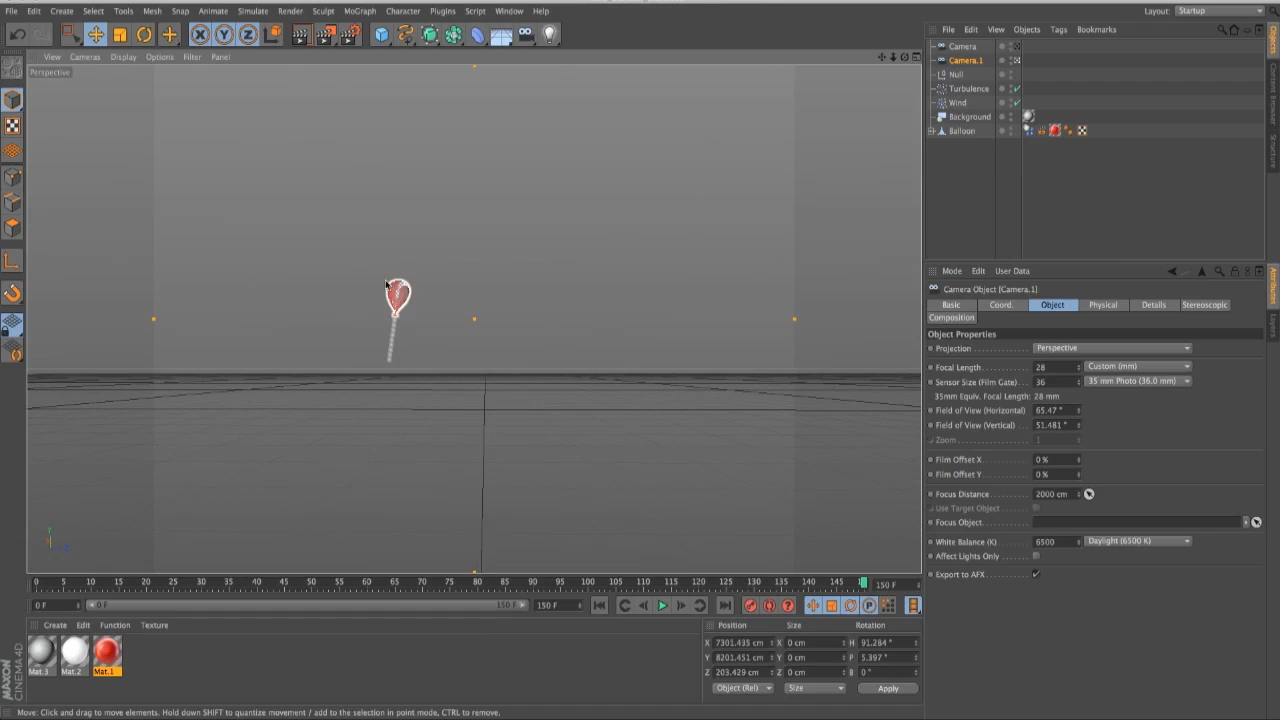 File Edit Create Select Tools Mesh Snap Animate Simulate Render Sculpt Motion Tracker MoGraph Character Plugins Script Window Help
Layout: Startup
View Cameras Display Options Filter Panel
Perspective
File Edit View Objects Tags Bookmarks
Camera
Camera.1
Null
Turbulence
Wind
Background
Balloon
Objects
Content Browser
Structure
Mode Edit User Data
Camera Object [Camera.1]
Basic Coord. Object Physical Details Stereoscopic
Composition
Object Properties
Projection Perspective
Focal Length 28 Custom (mm)
Sensor Size (Film Gate) 36 35 mm Photo (36.0 mm)
35mm Equiv. Focal Length: 28 mm
Field of View (Horizontal) 65.47 °
Field of View (Vertical) 51.481 °
Zoom 1
Film Offset X 0 %
Film Offset Y 0 %
Focus Distance 2000 cm
Use Target Object
Focus Object
White Balance (K) 6500 Daylight (6500 K)
Affect Lights Only
Export to AFX
Attributes
Layers
Y
0 5 10 15 20 25 30 35 40 45 50 55 60 65 70 75 80 85 90 95 100 105 110 115 120 125 130 135 140 145 150 F
0 F 0 F 150 F 150 F
Create Edit Function Texture
Mat.3 Mat.2 Mat.1
Position Size Rotation
X 7301.435 cm X 0 cm H 91.284 °
Y 8201.451 cm Y 0 cm P 5.397 °
Z 203.429 cm Z 0 cm B 0 °
Object (Rel) Size Apply
MAXON
CINEMA 4D
Move: Click and drag to move elements. Hold down SHIFT to quantize movement / add to the selection in point mode, CTRL to remove.